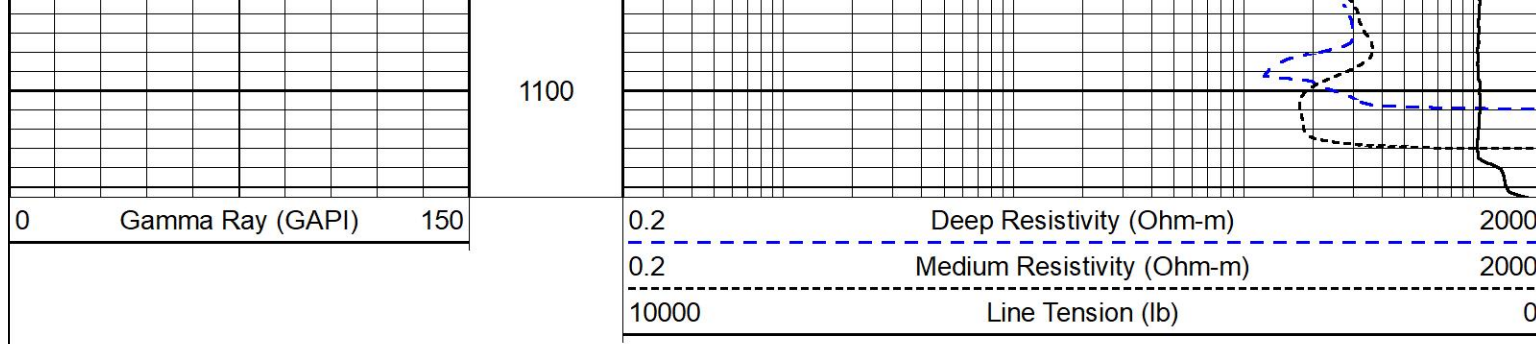 1100
0 Gamma Ray (GAPI) 150
0.2 Deep Resistivity (Ohm-m) 2000
0.2 Medium Resistivity (Ohm-m) 2000
10000 Line Tension (lb) 0